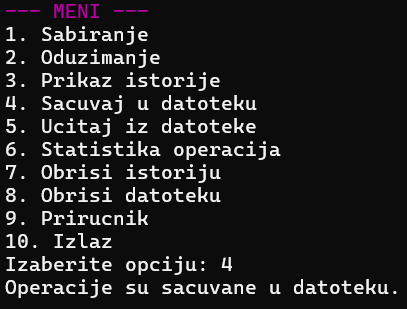 --- MENI ---
1. Sabiranje
2. Oduzimanje
3. Prikaz istorije
4. Sacuvaj u datoteku
5. Ucitaj iz datoteke
6. Statistika operacija
7. Obrisi istoriju
8. Obrisi datoteku
9. Prirucnik
10. Izlaz
Izaberite opciju: 4
Operacije su sacuvane u datoteku.